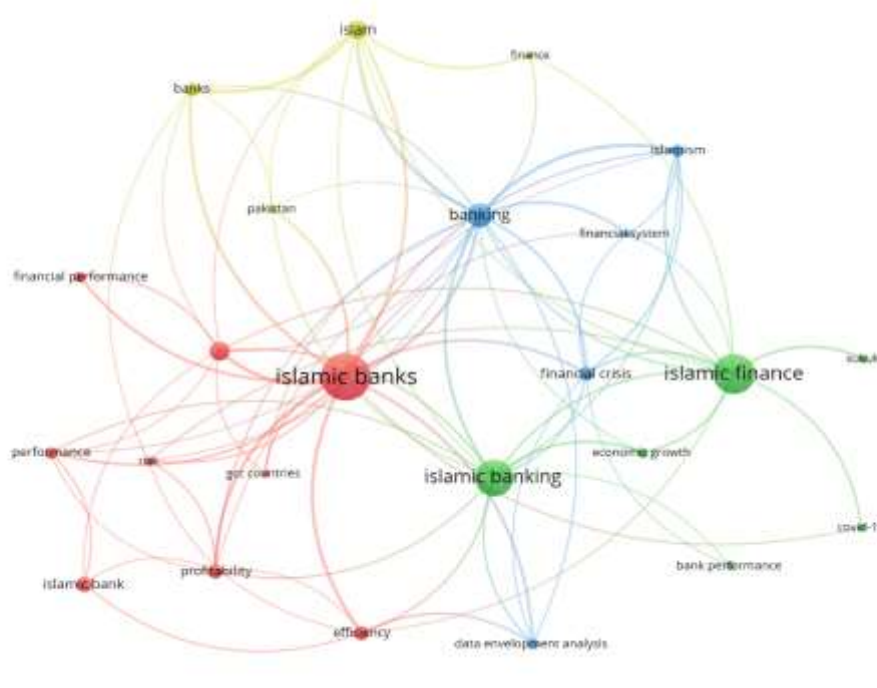 islam
finance
banks
islamism
pakistan
banking
financial system
financial performance
islamic banks
financial crisis
islamic finance
performance
gcc countries
islamic banking
economic growth
bank performance
profitability
islamic bank
efficiency
data envelopment analysis